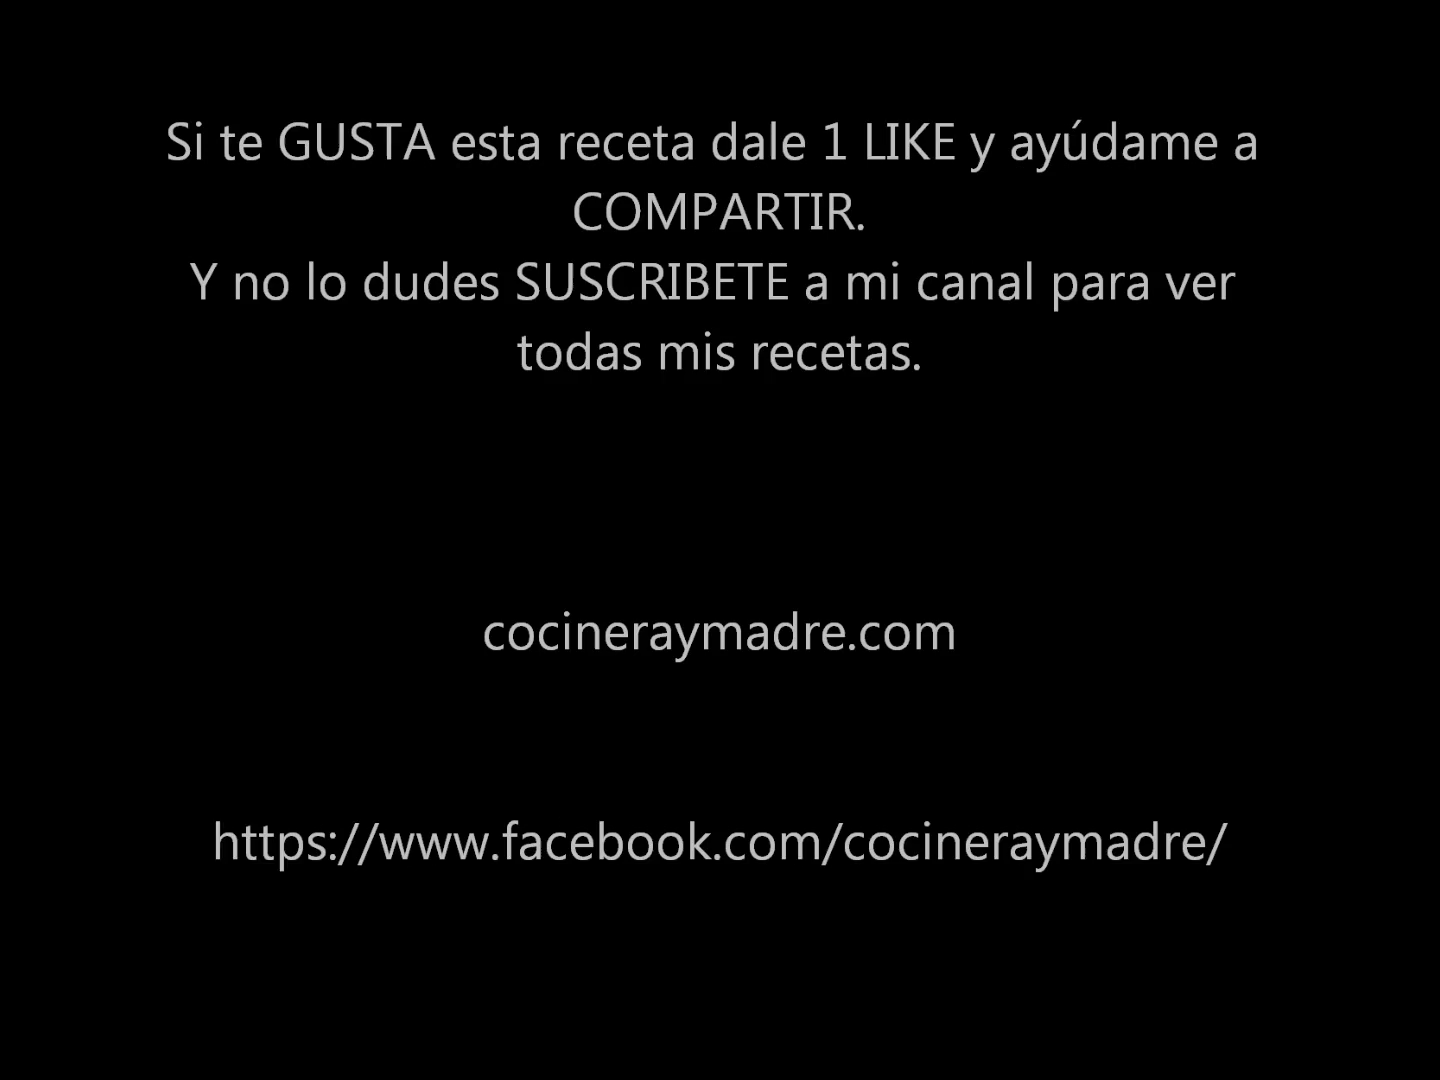 Si te GUSTA esta receta dale 1 LIKE y ayúdame a
COMPARTIR.
Y no lo dudes SUSCRIBETE a mi canal para ver
todas mis recetas.
cocineraymadre.com
https://www.facebook.com/cocineraymadre/